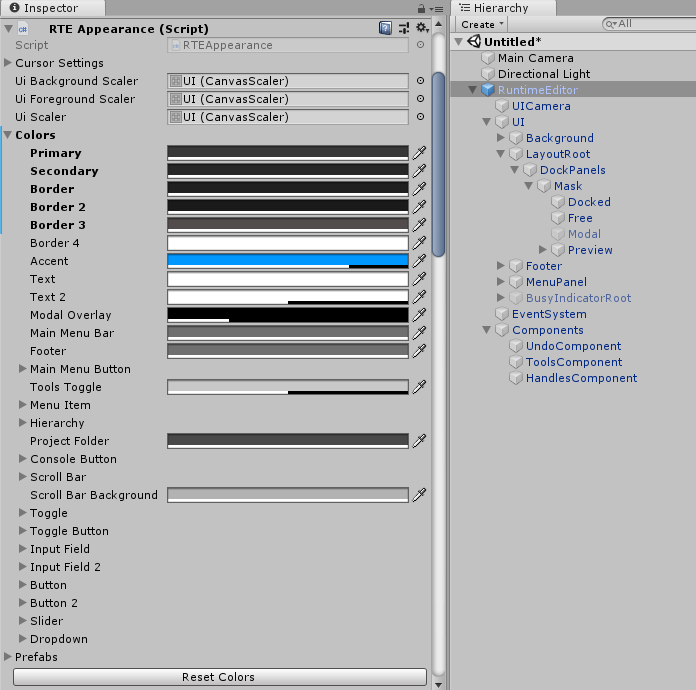 Inspector
RTE Appearance (Script)
Script
RTEAppearance
Cursor Settings
Ui Background Scaler
UI (CanvasScaler)
Ui Foreground Scaler
UI (CanvasScaler)
Ui Scaler
UI (CanvasScaler)
Colors
Primary
Secondary
Border
Border 2
Border 3
Border 4
Accent
Text
Text 2
Modal Overlay
Main Menu Bar
Footer
Main Menu Button
Tools Toggle
Menu Item
Hierarchy
Project Folder
Console Button
Scroll Bar
Scroll Bar Background
Toggle
Toggle Button
Input Field
Input Field 2
Button
Button 2
Slider
Dropdown
Prefabs
Reset Colors
Hierarchy
Create
All
Untitled*
Main Camera
Directional Light
RuntimeEditor
UICamera
UI
Background
LayoutRoot
DockPanels
Mask
Docked
Free
Modal
Preview
Footer
MenuPanel
BusyIndicatorRoot
EventSystem
Components
UndoComponent
ToolsComponent
HandlesComponent